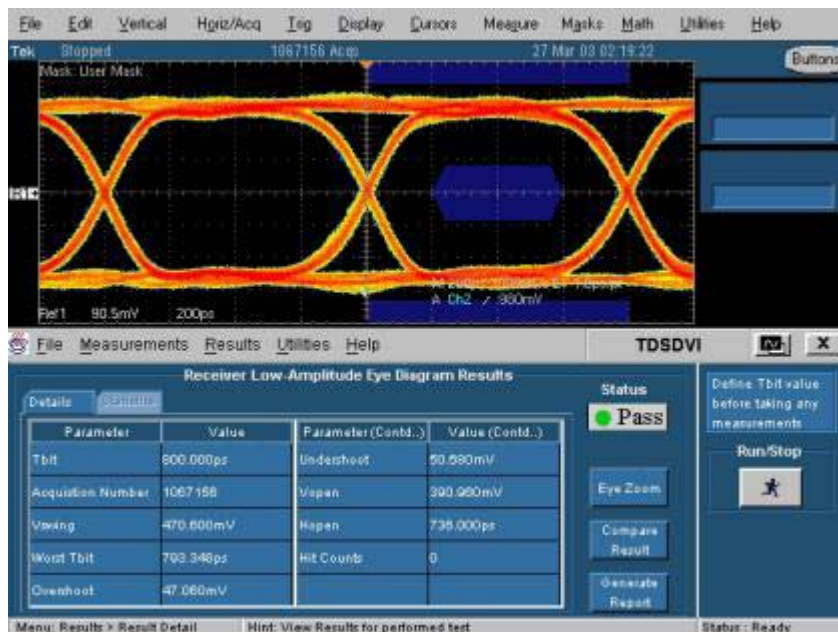 File Edit Vertical Horiz/Acq Trig Display Cursors Measure Masks Math Utilities Help
Tek Stopped 1067156 Acqs 27 Mar 03 02:19:22
Buttons
Mask: User Mask
A Ch2 / 980mV
Ref1 90.5mV 200ps
File Measurements Results Utilities Help TDSDVI X
Receiver Low-Amplitude Eye Diagram Results
Details
Status
Pass
Define Tbit value
before taking any
measurements
Parameter Value Parameter(Contd..) Value (Contd..)
Tbit 800.000ps Undershoot 50.580mV
Acquistion Number 1067156 Vopen 390.960mV
Vswing 470.600mV Hopen 736.000ps
Worst Tbit 793.348ps Hit Counts 0
Overshoot 47.060mV
Run/Stop
Eye Zoom
Compare
Result
Generate
Report
Menu: Results > Result Detail Hint: View Results for performed test Status : Ready